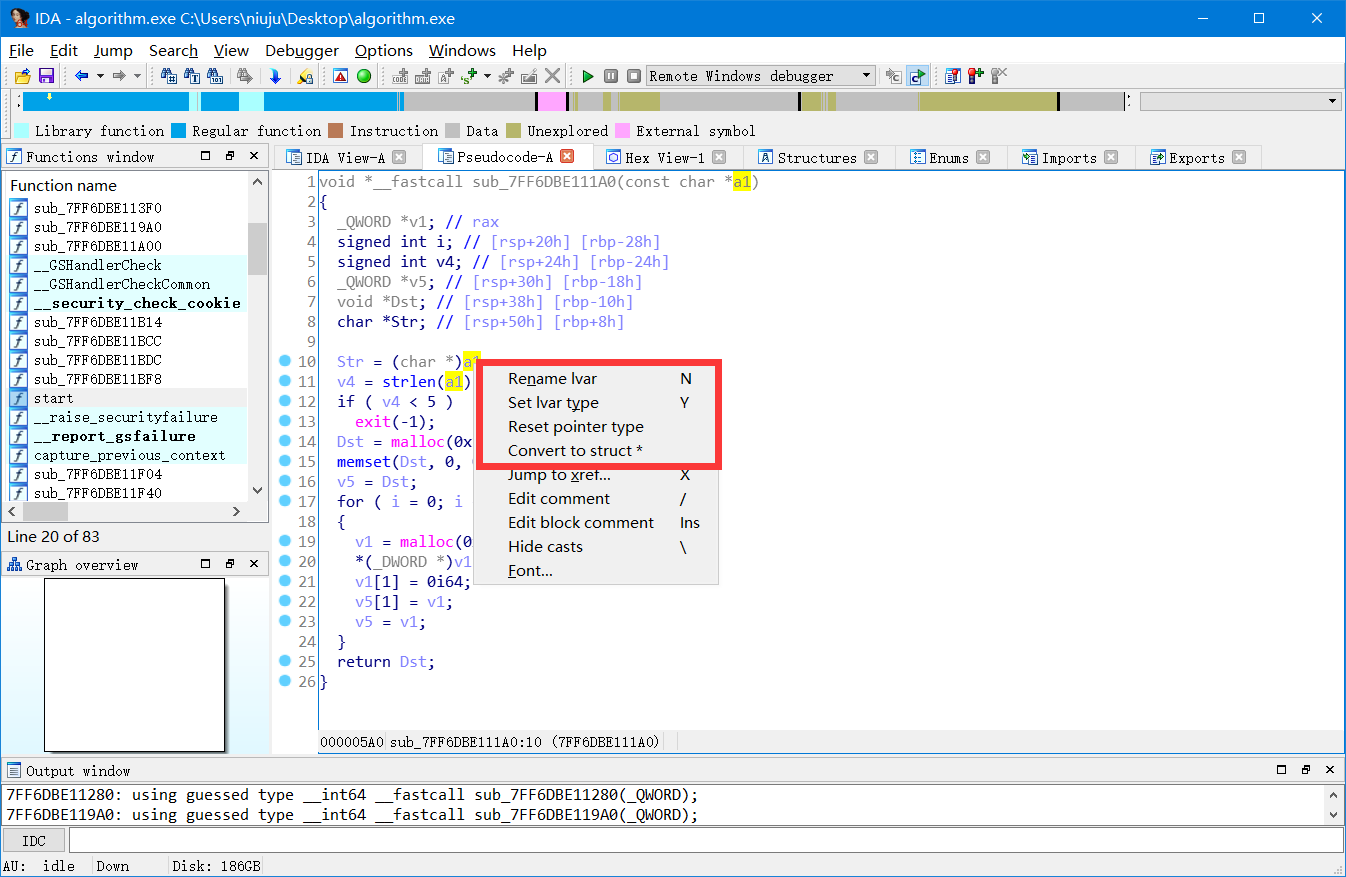 IDA - algorithm.exe C:\Users\niuju\Desktop\algorithm.exe
File Edit Jump Search View Debugger Options Windows Help
Remote Windows debugger
Library function Regular function Instruction Data Unexplored External symbol
Functions window
IDA View-A Pseudocode-A Hex View-1 Structures Enums Imports Exports
Function name
sub_7FF6DBE113F0
sub_7FF6DBE119A0
sub_7FF6DBE11A00
__GSHandlerCheck
__GSHandlerCheckCommon
__security_check_cookie
sub_7FF6DBE11B14
sub_7FF6DBE11BCC
sub_7FF6DBE11BDC
sub_7FF6DBE11BF8
start
__raise_securityfailure
__report_gsfailure
capture_previous_context
sub_7FF6DBE11F04
sub_7FF6DBE11F40
Line 20 of 83
Graph overview
1 void *__fastcall sub_7FF6DBE111A0(const char *a1)
2 {
3 _QWORD *v1; // rax
4 signed int i; // [rsp+20h] [rbp-28h]
5 signed int v4; // [rsp+24h] [rbp-24h]
6 _QWORD *v5; // [rsp+30h] [rbp-18h]
7 void *Dst; // [rsp+38h] [rbp-10h]
8 char *Str; // [rsp+50h] [rbp+8h]
9
10 Str = (char *)a
11 v4 = strlen(a1)
12 if ( v4 < 5 )
13 exit(-1);
14 Dst = malloc(0x
15 memset(Dst, 0,
16 v5 = Dst;
17 for ( i = 0; i
18 {
19 v1 = malloc(0
20 *(_DWORD *)v1
21 v1[1] = 0i64;
22 v5[1] = v1;
23 v5 = v1;
24 }
25 return Dst;
26 }
Rename lvar N
Set lvar type Y
Reset pointer type
Convert to struct *
Jump to xref... X
Edit comment /
Edit block comment Ins
Hide casts \
Font...
000005A0 sub_7FF6DBE111A0:10 (7FF6DBE111A0)
Output window
7FF6DBE11280: using guessed type __int64 __fastcall sub_7FF6DBE11280(_QWORD);
7FF6DBE119A0: using guessed type __int64 __fastcall sub_7FF6DBE119A0(_QWORD);
IDC
AU: idle Down Disk: 186GB